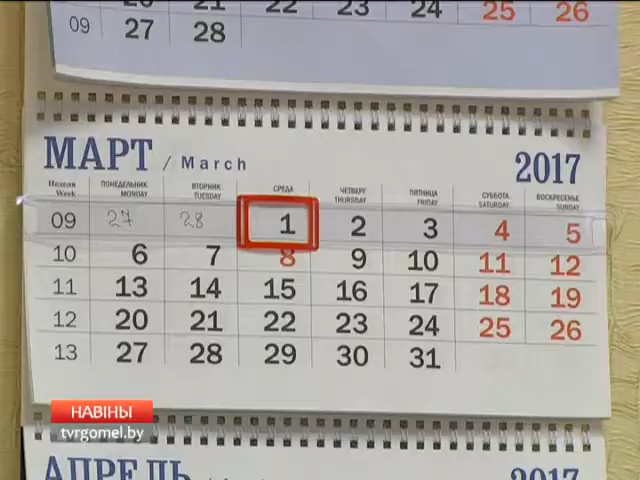 20 21 22 23 24 25 26
09 27 28
МАРТ / March 2017
Неделя ПОНЕДЕЛЬНИК ВТОРНИК СРЕДА ЧЕТВЕРГ ПЯТНИЦА СУББОТА ВОСКРЕСЕНЬЕ
Week MONDAY TUESDAY THURSDAY FRIDAY SATURDAY SUNDAY
09 27 28 1 2 3 4 5
10 6 7 8 9 10 11 12
11 13 14 15 16 17 18 19
12 20 21 22 23 24 25 26
13 27 28 29 30 31
НАВІНЫ
tvrgomel.by
АПРЕЛЬ 2017